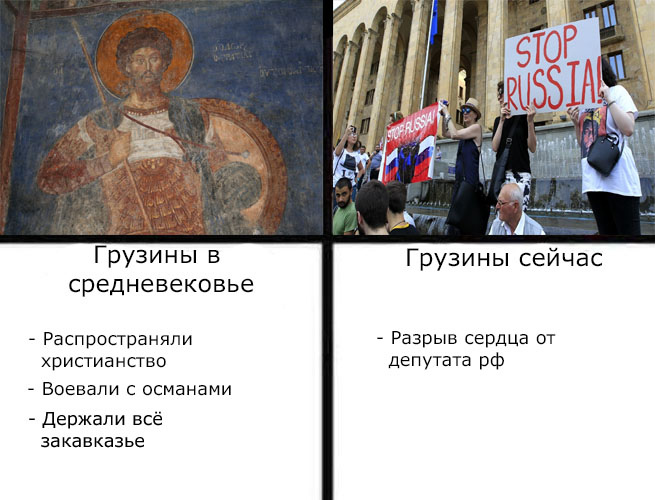 STOP
RUSSIA!
STOP RUSSIA!
Грузины в
средневековье
Грузины сейчас
- Распространяли
христианство
- Воевали с османами
- Держали всё
закавказье
- Разрыв сердца от
депутата рф